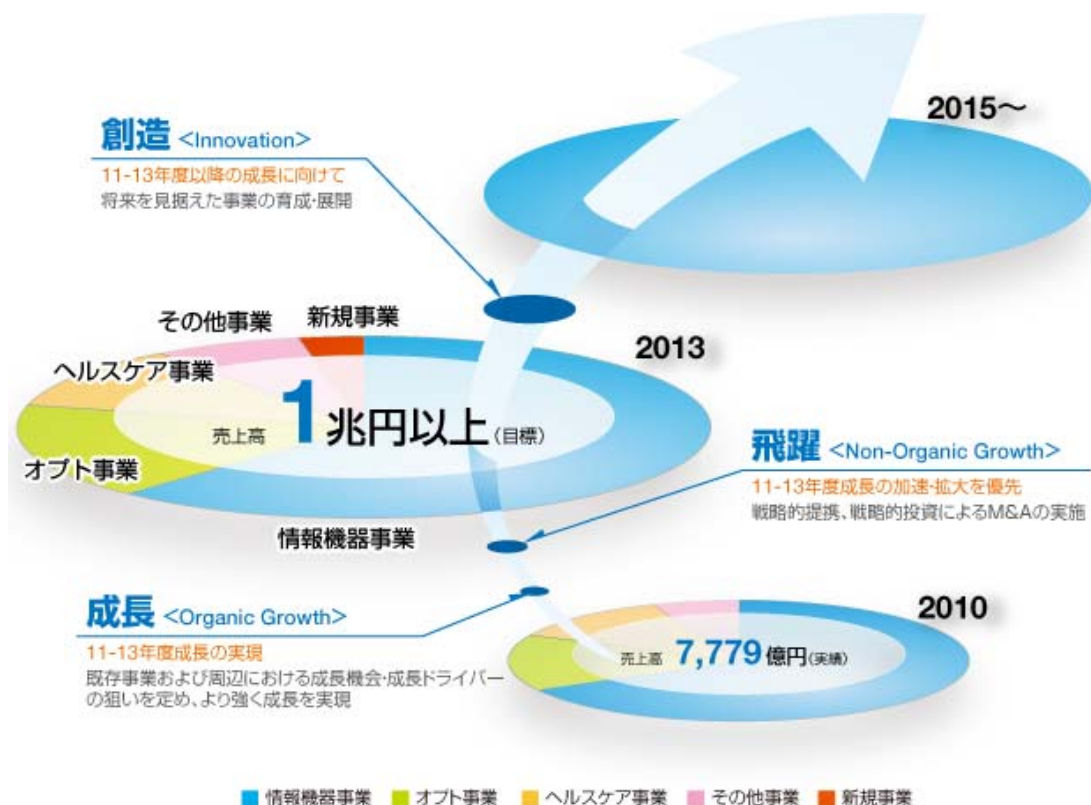 2015～
創造 <Innovation>
11-13年度以降の成長に向けて
将来を見据えた事業の育成・展開
その他事業
新規事業
2013
ヘルスケア事業
売上高 1兆円以上(目標)
オプト事業
情報機器事業
飛躍 <Non-Organic Growth>
11-13年度成長の加速・拡大を優先
戦略的提携、戦略的投資によるM&Aの実施
成長 <Organic Growth>
11-13年度成長の実現
既存事業および周辺における成長機会・成長ドライバー
の狙いを定め、より強く成長を実現
2010
売上高 7,779億円(実績)
情報機器事業 オプト事業 ヘルスケア事業 その他事業 新規事業